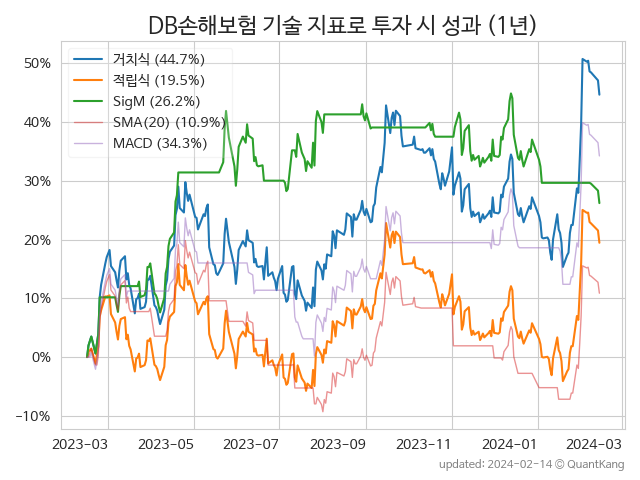 DB손해보험 기술 지표로 투자 시 성과 (1년)
거치식 (44.7%)
적립식 (19.5%)
SigM (26.2%)
SMA(20) (10.9%)
MACD (34.3%)
50%
40%
30%
20%
10%
0%
−10%
2023-03 2023-05 2023-07 2023-09 2023-11 2024-01 2024-03
updated: 2024-02-14 © QuantKang